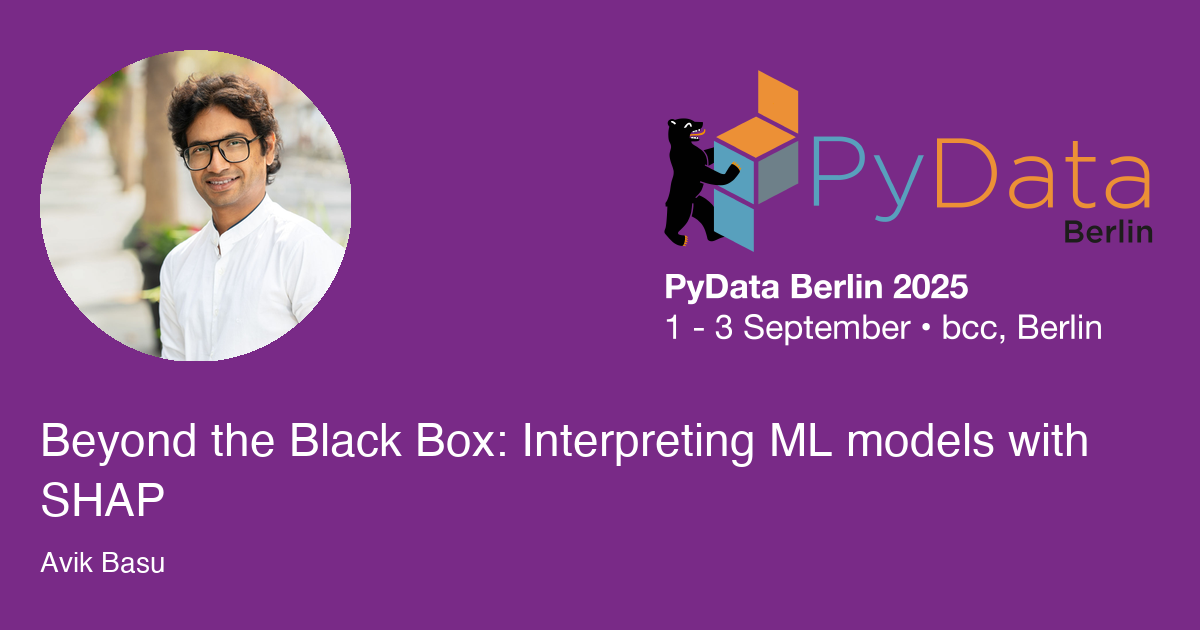 PyData
Berlin
PyData Berlin 2025
1 - 3 September • bcc, Berlin
Beyond the Black Box: Interpreting ML models with
SHAP
Avik Basu